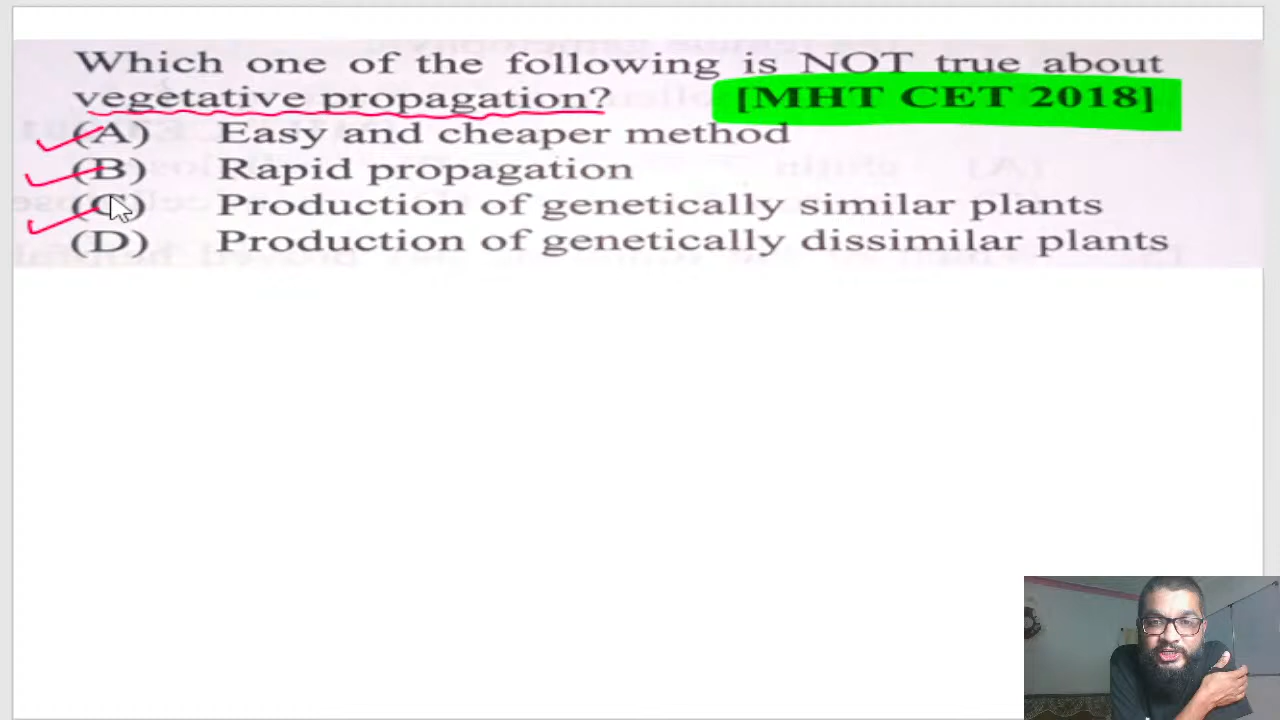 Which one of the following is NOT true about
vegetative propagation? [MHT CET 2018]
(A) Easy and cheaper method
(B) Rapid propagation
(C) Production of genetically similar plants
(D) Production of genetically dissimilar plants